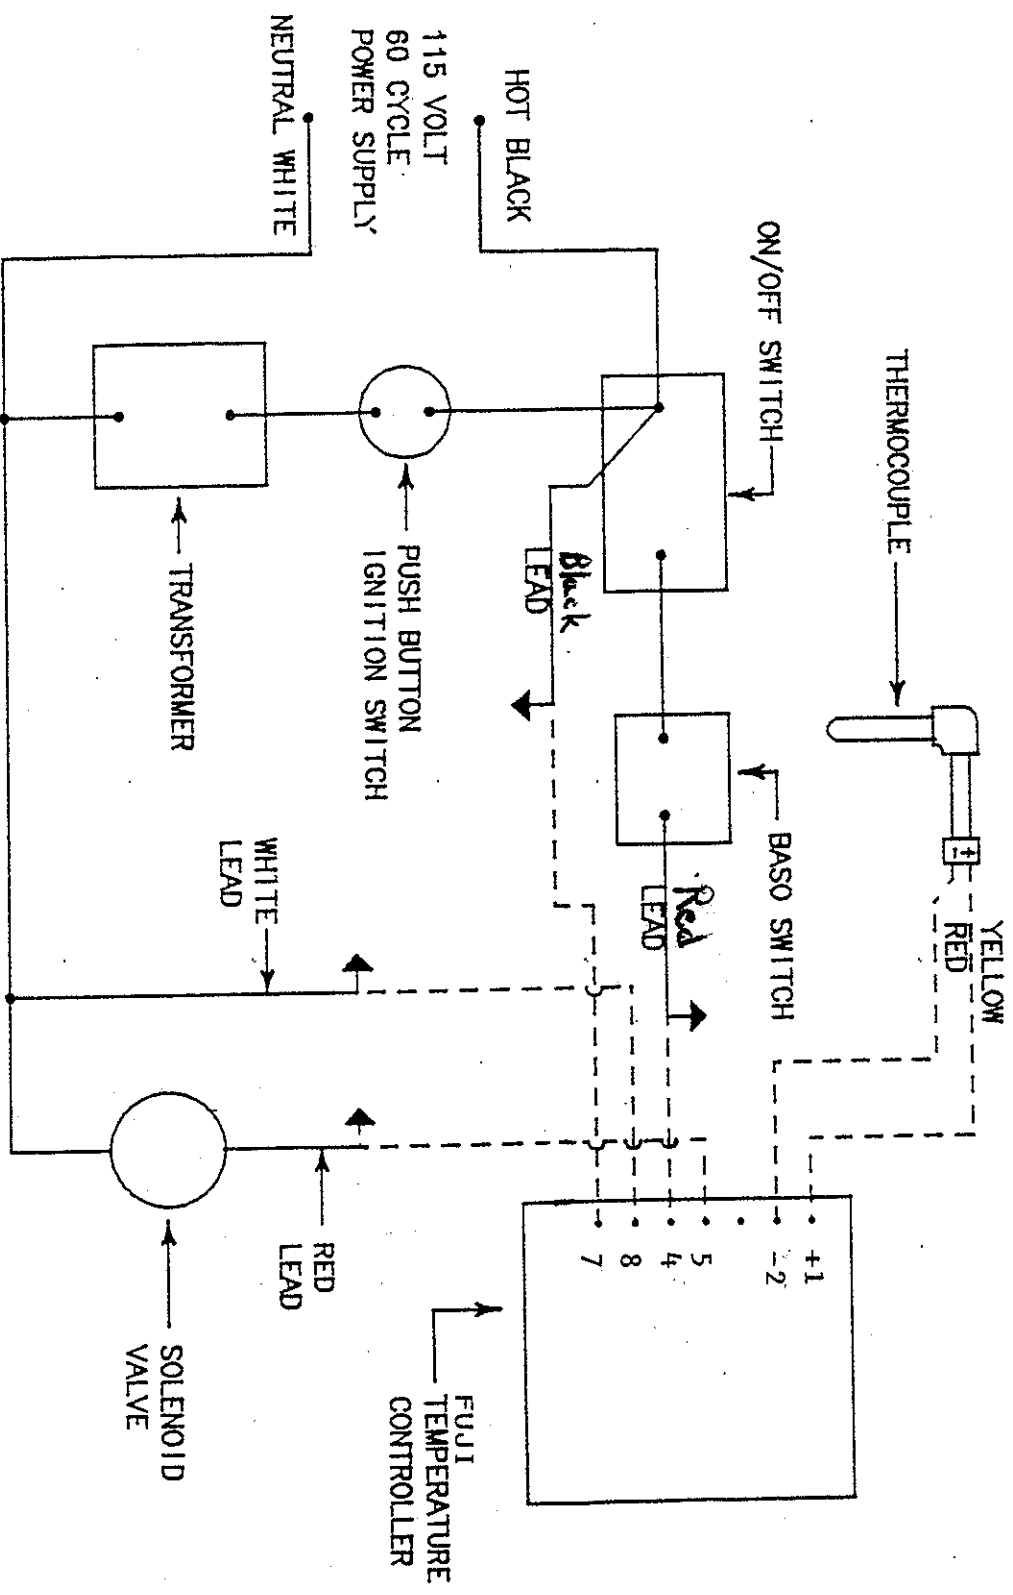 HOT BLACK
115 VOLT
60 CYCLE
POWER SUPPLY
NEUTRAL WHITE
ON/OFF SWITCH
THERMOCOUPLE
Black
LEAD
PUSH BUTTON
IGNITION SWITCH
TRANSFORMER
BASO SWITCH
Red
LEAD
+
-
YELLOW
RED
WHITE
LEAD
RED
LEAD
SOLENOID
VALVE
+1
-2
5
4
8
7
FUJI
TEMPERATURE
CONTROLLER